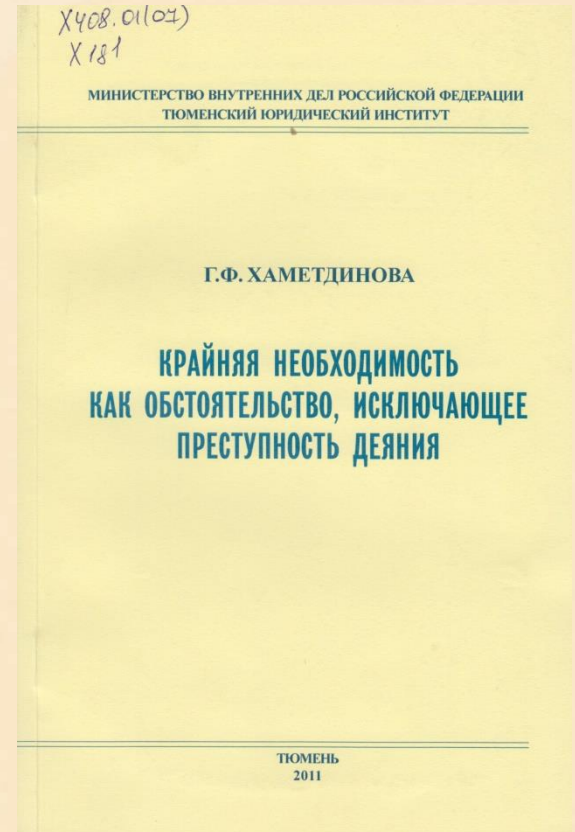 Х408.01(07)
Х181
МИНИСТЕРСТВО ВНУТРЕННИХ ДЕЛ РОССИЙСКОЙ ФЕДЕРАЦИИ
ТЮМЕНСКИЙ ЮРИДИЧЕСКИЙ ИНСТИТУТ
Г.Ф. ХАМЕТДИНОВА
КРАЙНЯЯ НЕОБХОДИМОСТЬ
КАК ОБСТОЯТЕЛЬСТВО, ИСКЛЮЧАЮЩЕЕ
ПРЕСТУПНОСТЬ ДЕЯНИЯ
ТЮМЕНЬ
2011